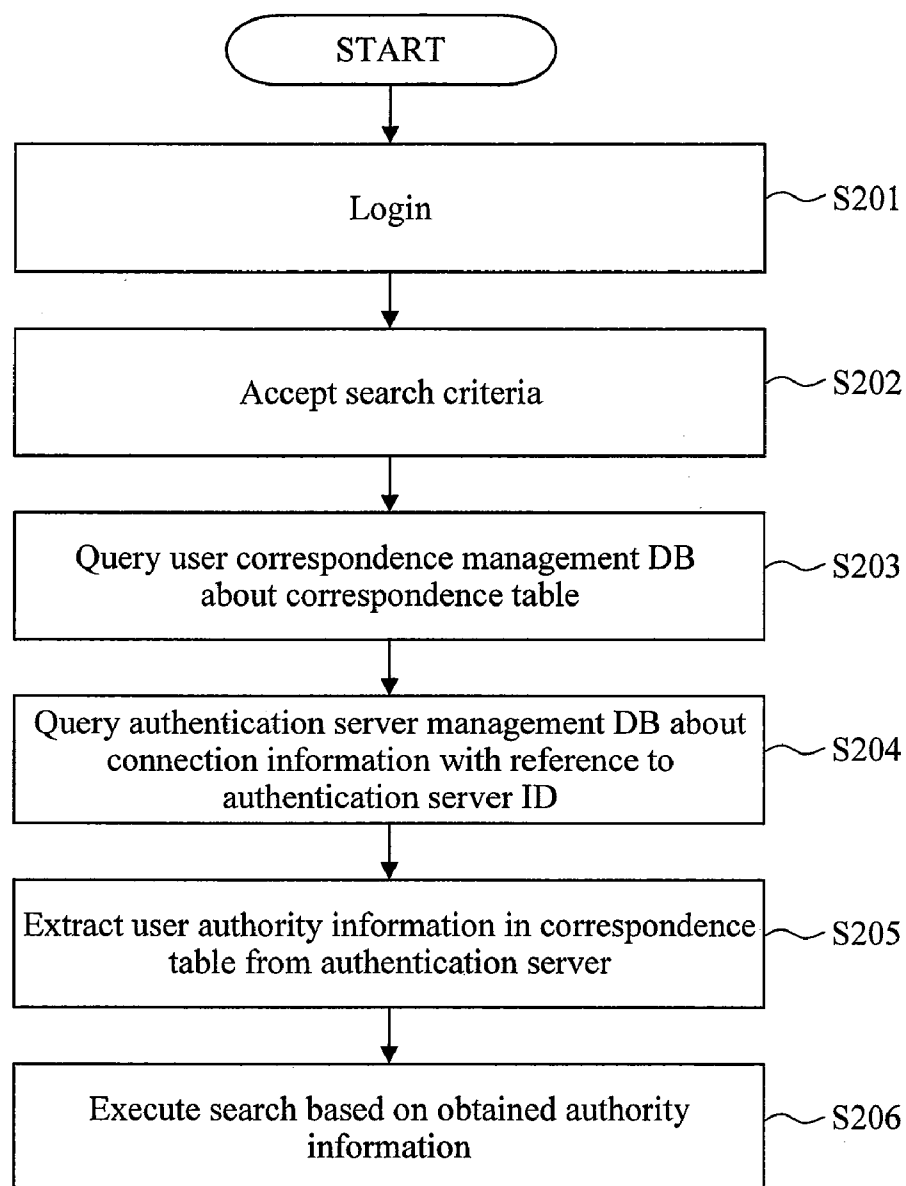 START
Login
S201
Accept search criteria
S202
Query user correspondence management DB
about correspondence table
S203
Query authentication server management DB about
connection information with reference to
authentication server ID
S204
Extract user authority information in correspondence
table from authentication server
S205
Execute search based on obtained authority
information
S206